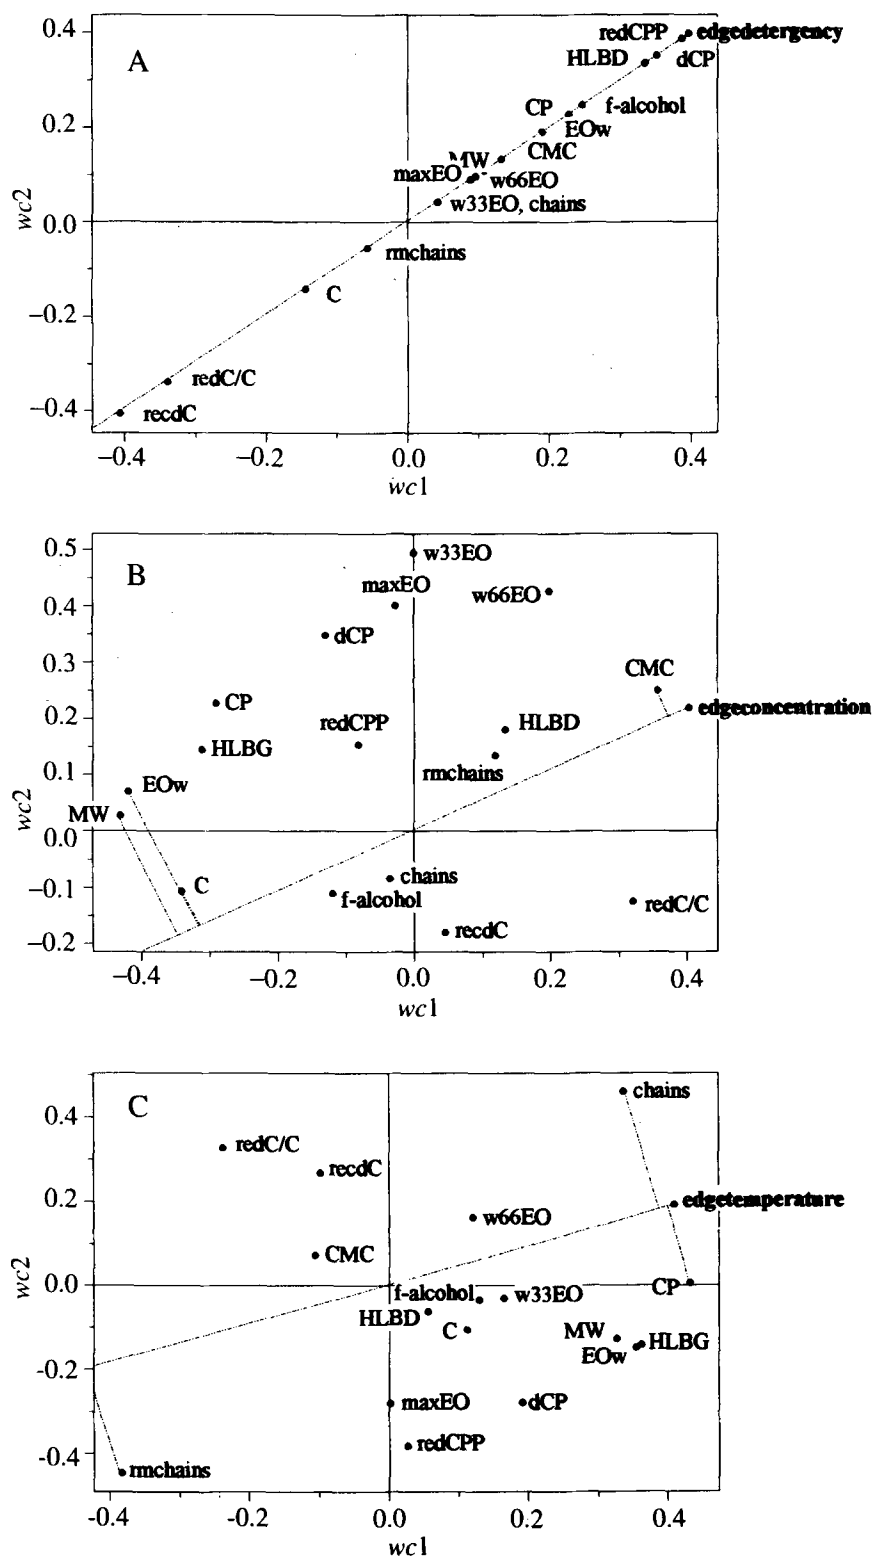 A
0.4
0.2
0.0
−0.2
−0.4
wc2
redCPP
edgedetergency
HLBD
dCP
CP
f-alcohol
EOw
CMC
MW
maxEO
w66EO
w33EO, chains
rmchains
C
redC/C
recdC
−0.4
−0.2
0.0
0.2
0.4
wc1
B
0.5
0.4
0.3
0.2
0.1
0.0
−0.1
−0.2
wc2
w33EO
maxEO
w66EO
dCP
CMC
CP
edgeconcentration
redCPP
HLBD
HLBG
rmchains
EOw
MW
C
chains
f-alcohol
redC/C
recdC
−0.4
−0.2
0.0
0.2
0.4
wc1
C
0.4
0.2
0.0
-0.2
-0.4
wc2
chains
redC/C
recdC
edgetemperature
w66EO
CMC
CP
f-alcohol
w33EO
HLBD
C
MW
HLBG
EOw
maxEO
dCP
redCPP
rmchains
-0.4
-0.2
0.0
0.2
0.4
wc1